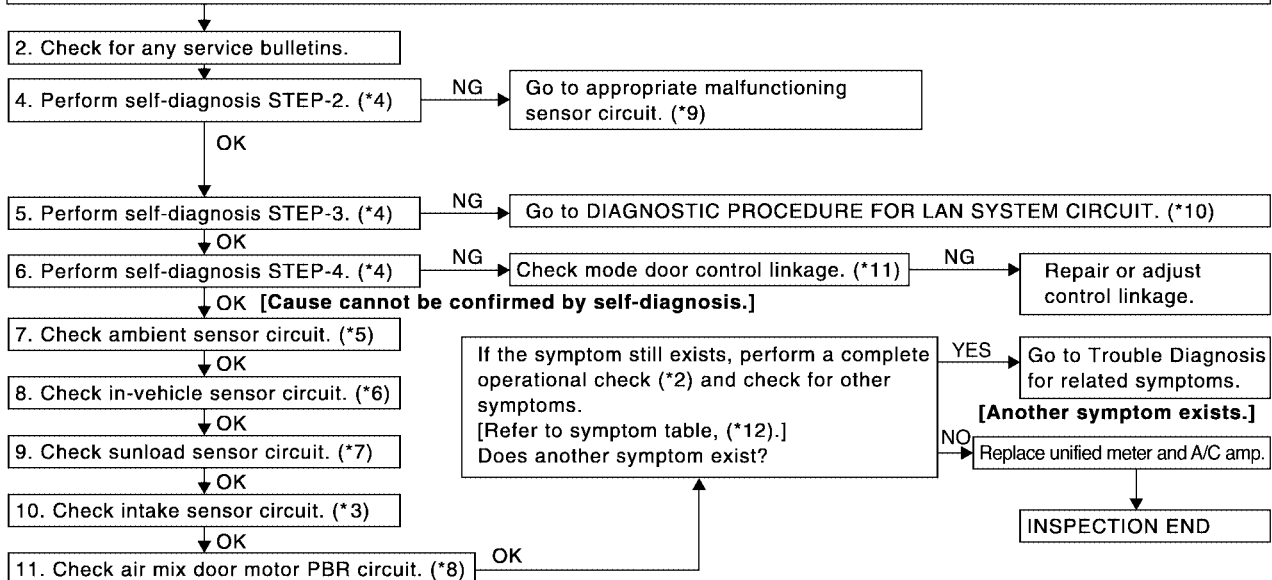 2. Check for any service bulletins.
4. Perform self-diagnosis STEP-2. (*4)
NG
Go to appropriate malfunctioning
sensor circuit. (*9)
OK
5. Perform self-diagnosis STEP-3. (*4)
NG
Go to DIAGNOSTIC PROCEDURE FOR LAN SYSTEM CIRCUIT. (*10)
OK
6. Perform self-diagnosis STEP-4. (*4)
NG
Check mode door control linkage. (*11)
NG
Repair or adjust
control linkage.
OK [Cause cannot be confirmed by self-diagnosis.]
7. Check ambient sensor circuit. (*5)
OK
8. Check in-vehicle sensor circuit. (*6)
OK
9. Check sunload sensor circuit. (*7)
OK
10. Check intake sensor circuit. (*3)
OK
11. Check air mix door motor PBR circuit. (*8)
OK
If the symptom still exists, perform a complete
operational check (*2) and check for other
symptoms.
[Refer to symptom table, (*12).]
Does another symptom exist?
YES
Go to Trouble Diagnosis
for related symptoms.
[Another symptom exists.]
NO
Replace unified meter and A/C amp.
INSPECTION END